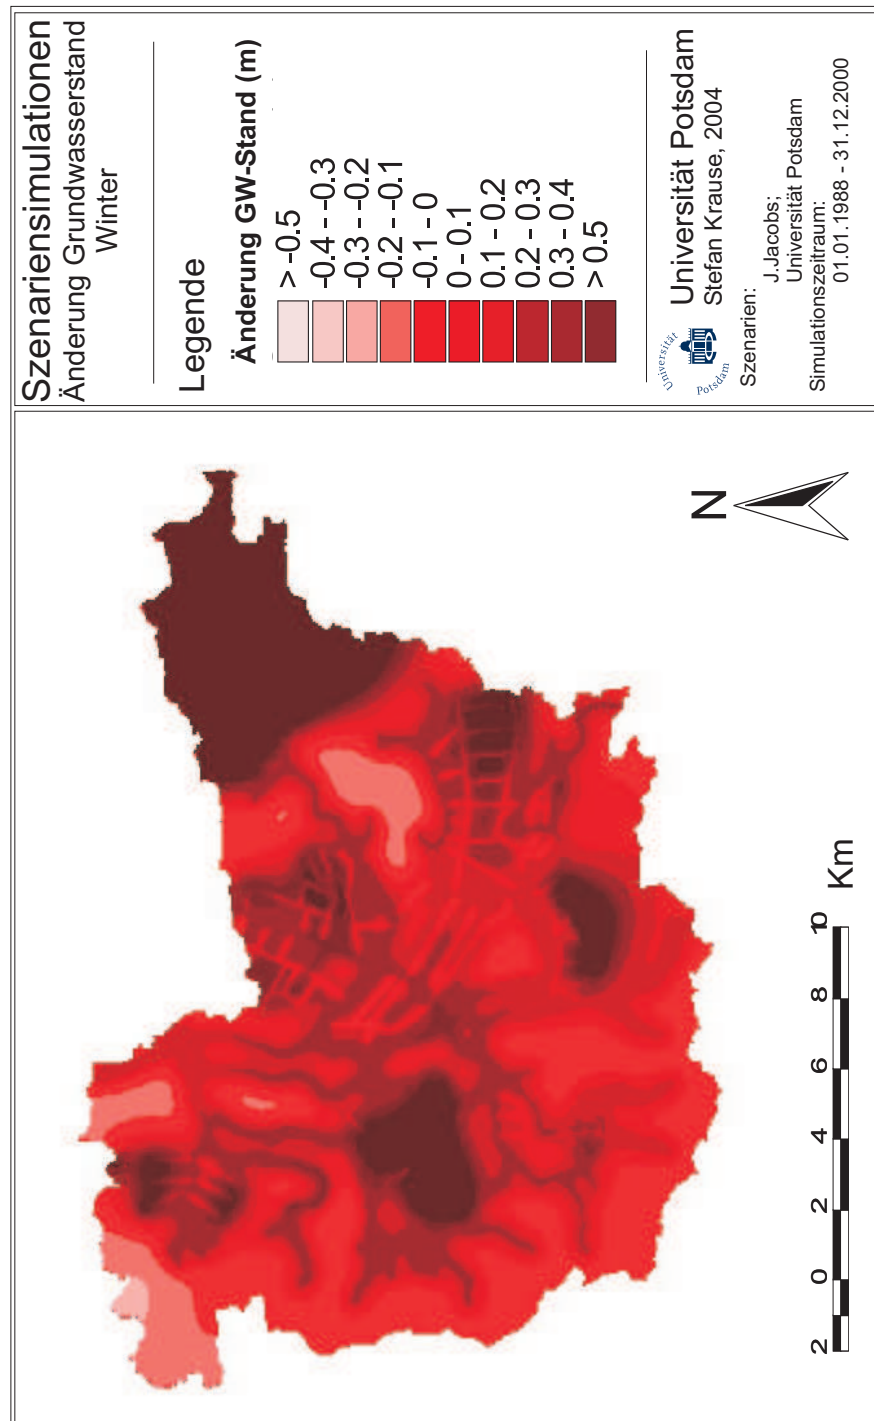 Szenariensimulationen
Änderung Grundwasserstand
Winter
Legende
Änderung GW-Stand (m)
> -0.5
-0.4 - -0.3
-0.3 - -0.2
-0.2 - -0.1
-0.1 - 0
0 - 0.1
0.1 - 0.2
0.2 - 0.3
0.3 - 0.4
> 0.5
Universität
Potsdam
Universität Potsdam
Stefan Krause, 2004
Szenarien:
J.Jacobs;
Universität Potsdam
Simulationszeitraum:
01.01.1988 - 31.12.2000
N
2 0 2 4 6 8 10
Km